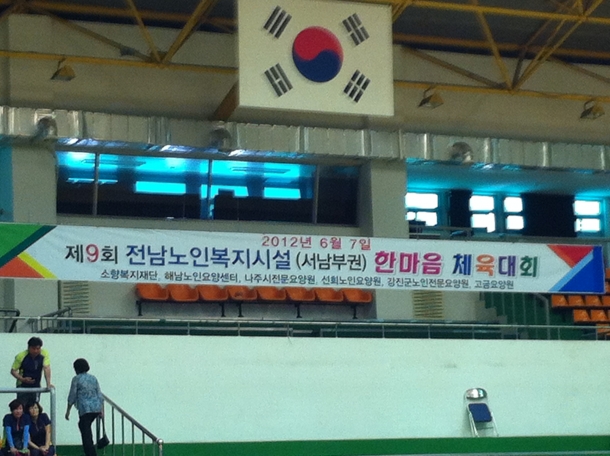 2012년 6월 7일
제9회 전남노인복지시설 (서남부권) 한마음 체육대회
소향복지재단, 해남노인요양센터, 나주시전문요양원, 선회노인요양원, 강진군노인전문요양원, 고금요양원